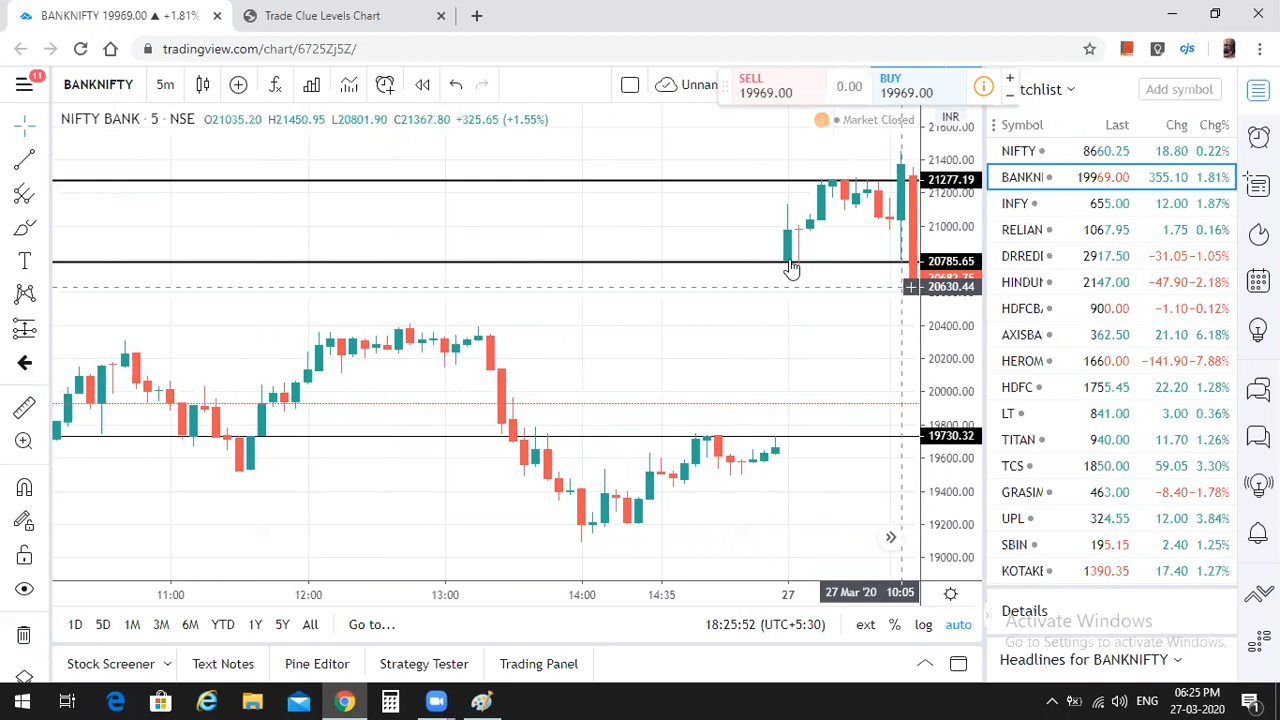 BANKNIFTY 19969.00 ▲ +1.81%
Trade Clue Levels Chart
tradingview.com/chart/6725Zj5Z/
cjs
11
BANKNIFTY
5m
Unnan
SELL
19969.00
0.00
BUY
19969.00
tchlist
Add symbol
NIFTY BANK · 5 · NSE O21035.20 H21450.95 L20801.90 C21367.80 +325.65 (+1.55%)
Market Closed
INR
21600.00
21400.00
21277.19
21200.00
21000.00
20785.65
20682.75
20630.44
20400.00
20200.00
20000.00
19800.00
19730.32
19600.00
19400.00
19200.00
19000.00
Symbol Last Chg Chg%
NIFTY 8660.25 18.80 0.22%
BANKNI 19969.00 355.10 1.81%
INFY 655.00 12.00 1.87%
RELIAN 1067.95 1.75 0.16%
DRREDI 2917.50 -31.05 -1.05%
HINDUI 2147.00 -47.90 -2.18%
HDFCB 900.00 -1.10 -0.12%
AXISBA 362.50 21.10 6.18%
HEROM 1660.00 -141.90 -7.88%
HDFC 1755.45 22.20 1.28%
LT 841.00 3.00 0.36%
TITAN 940.00 11.70 1.26%
TCS 1850.00 59.05 3.30%
GRASIM 463.00 -8.40 -1.78%
UPL 324.55 12.00 3.84%
SBIN 195.15 2.40 1.25%
KOTAKE 1390.35 17.40 1.27%
11:00 12:00 13:00 14:00 14:35 27 27 Mar '20 10:05
1D 5D 1M 3M 6M YTD 1Y 5Y All Go to...
18:25:52 (UTC+5:30) ext % log auto
Details
Activate Windows
Go to Settings to activate Windows.
Headlines for BANKNIFTY
Stock Screener Text Notes Pine Editor Strategy Tester Trading Panel
ENG
06:25 PM
27-03-2020
1